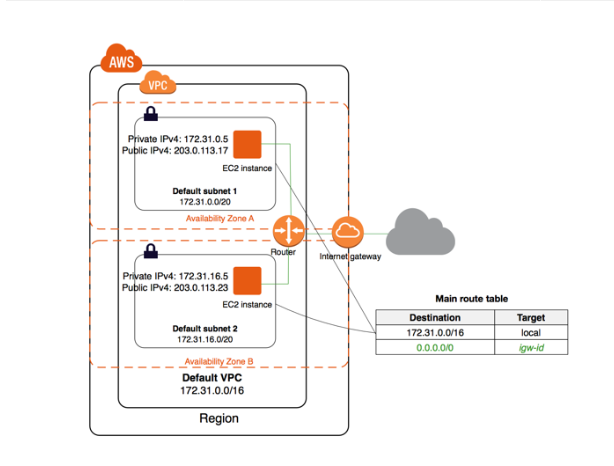 AWS
VPC
Private IPv4: 172.31.0.5
Public IPv4: 203.0.113.17
EC2 instance
Default subnet 1
172.31.0.0/20
Availability Zone A
Router
Internet gateway
Private IPv4: 172.31.16.5
Public IPv4: 203.0.113.23
EC2 instance
Default subnet 2
172.31.16.0/20
Availability Zone B
Default VPC
172.31.0.0/16
Region
Main route table
Destination Target
172.31.0.0/16 local
0.0.0.0/0 igw-id